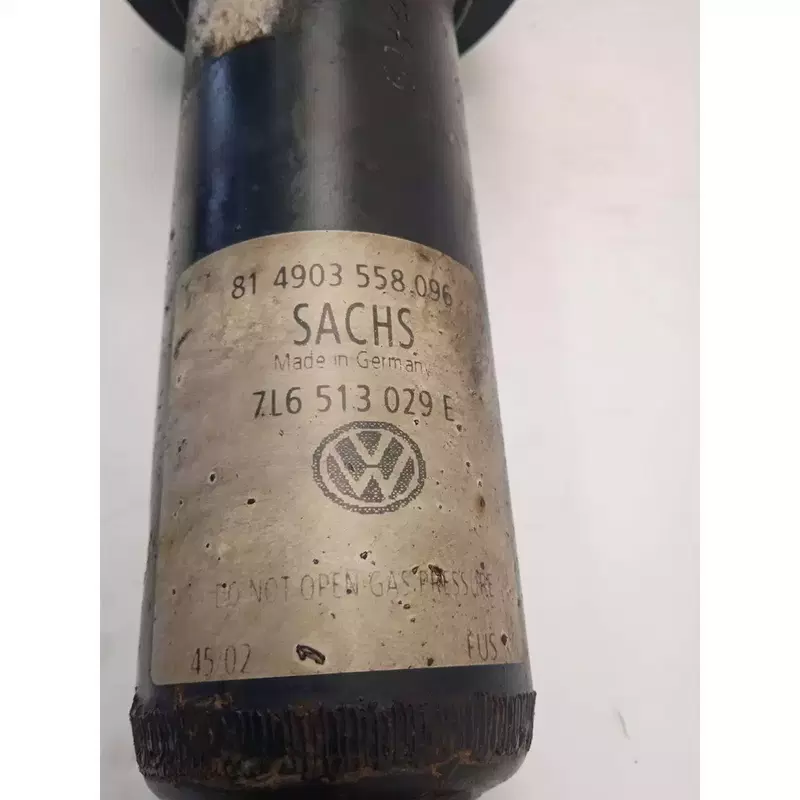 81 4903 558 096
SACHS
Made in Germany
7L6 513 029 E
VW
DO NOT OPEN-GAS PRESSURE
45/02
FUS